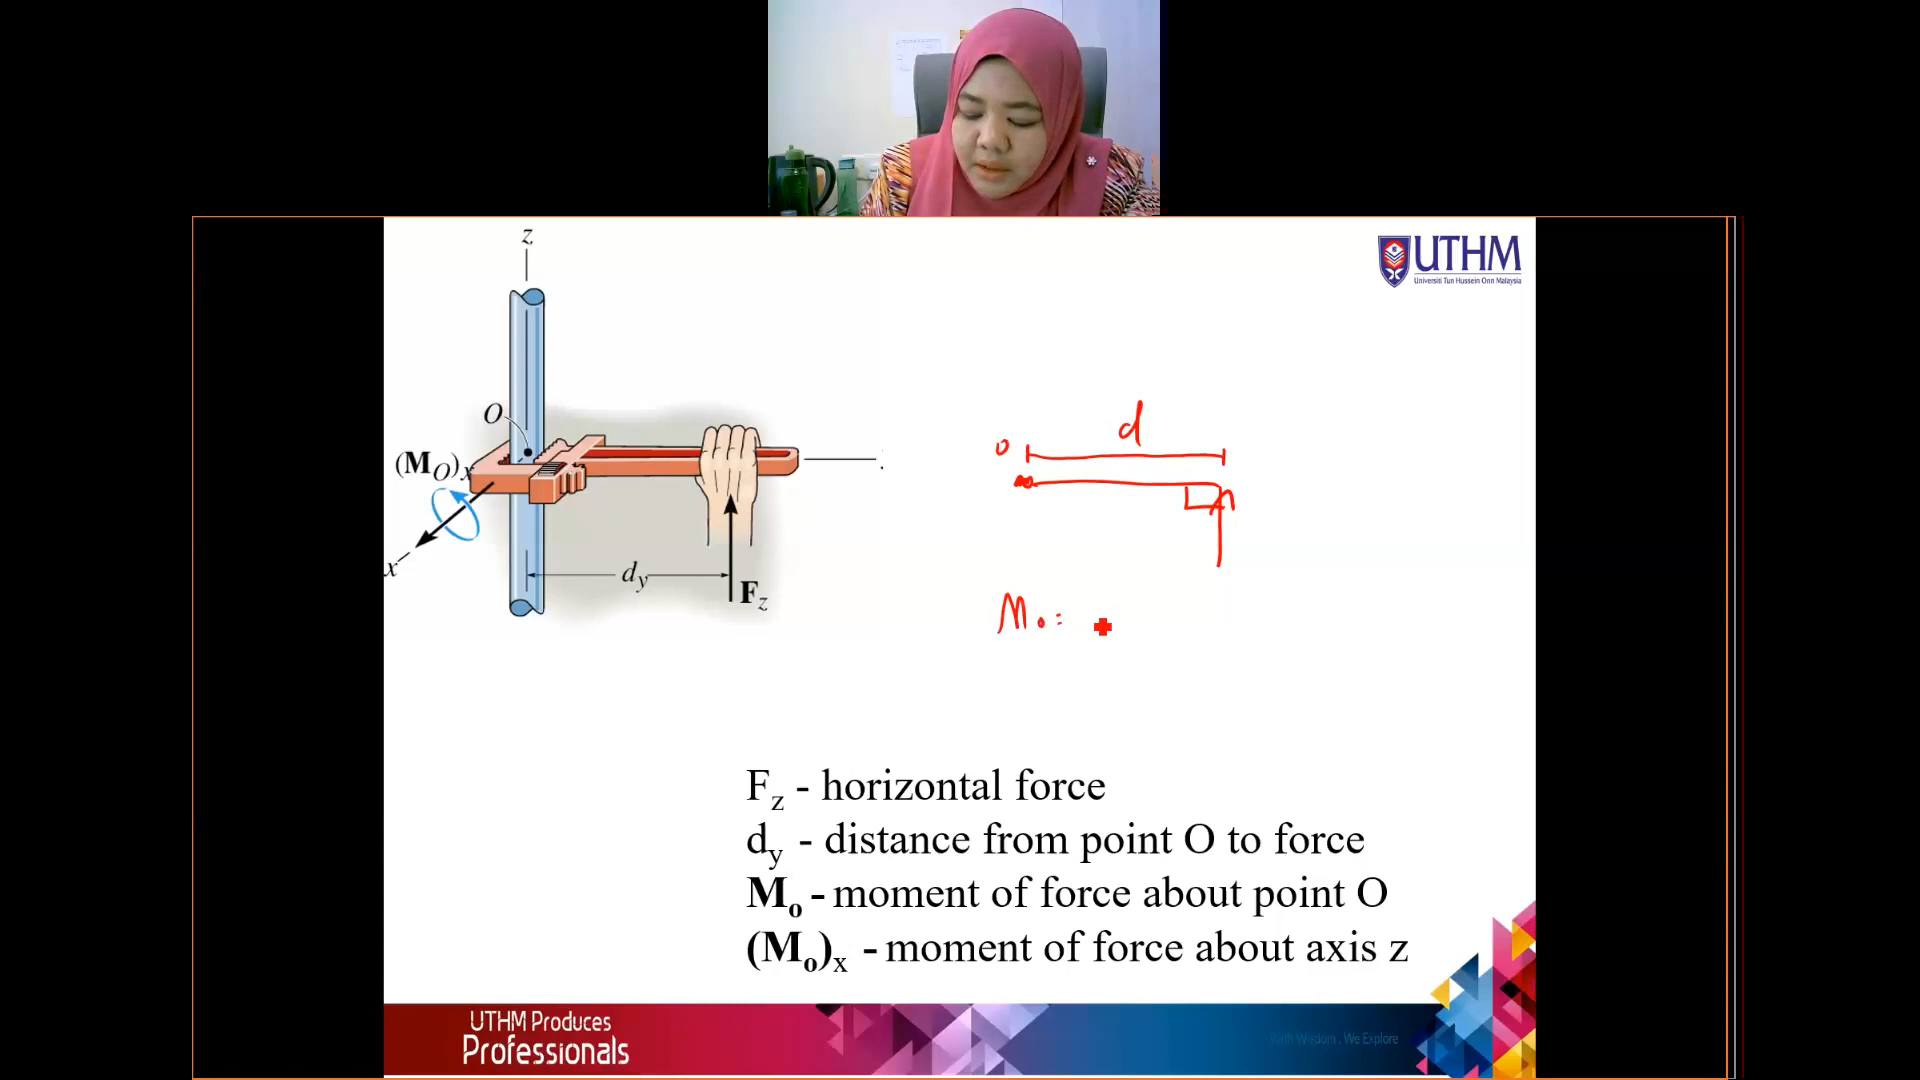 z
UTHM
Universiti Tun Hussein Onn Malaysia
O
(M_O)_x
x
d_y
F_z
o
d
M_o =
F_z - horizontal force
d_y - distance from point O to force
M_o - moment of force about point O
(M_o)_x - moment of force about axis z
UTHM Produces
Professionals
With Wisdom . We Explore